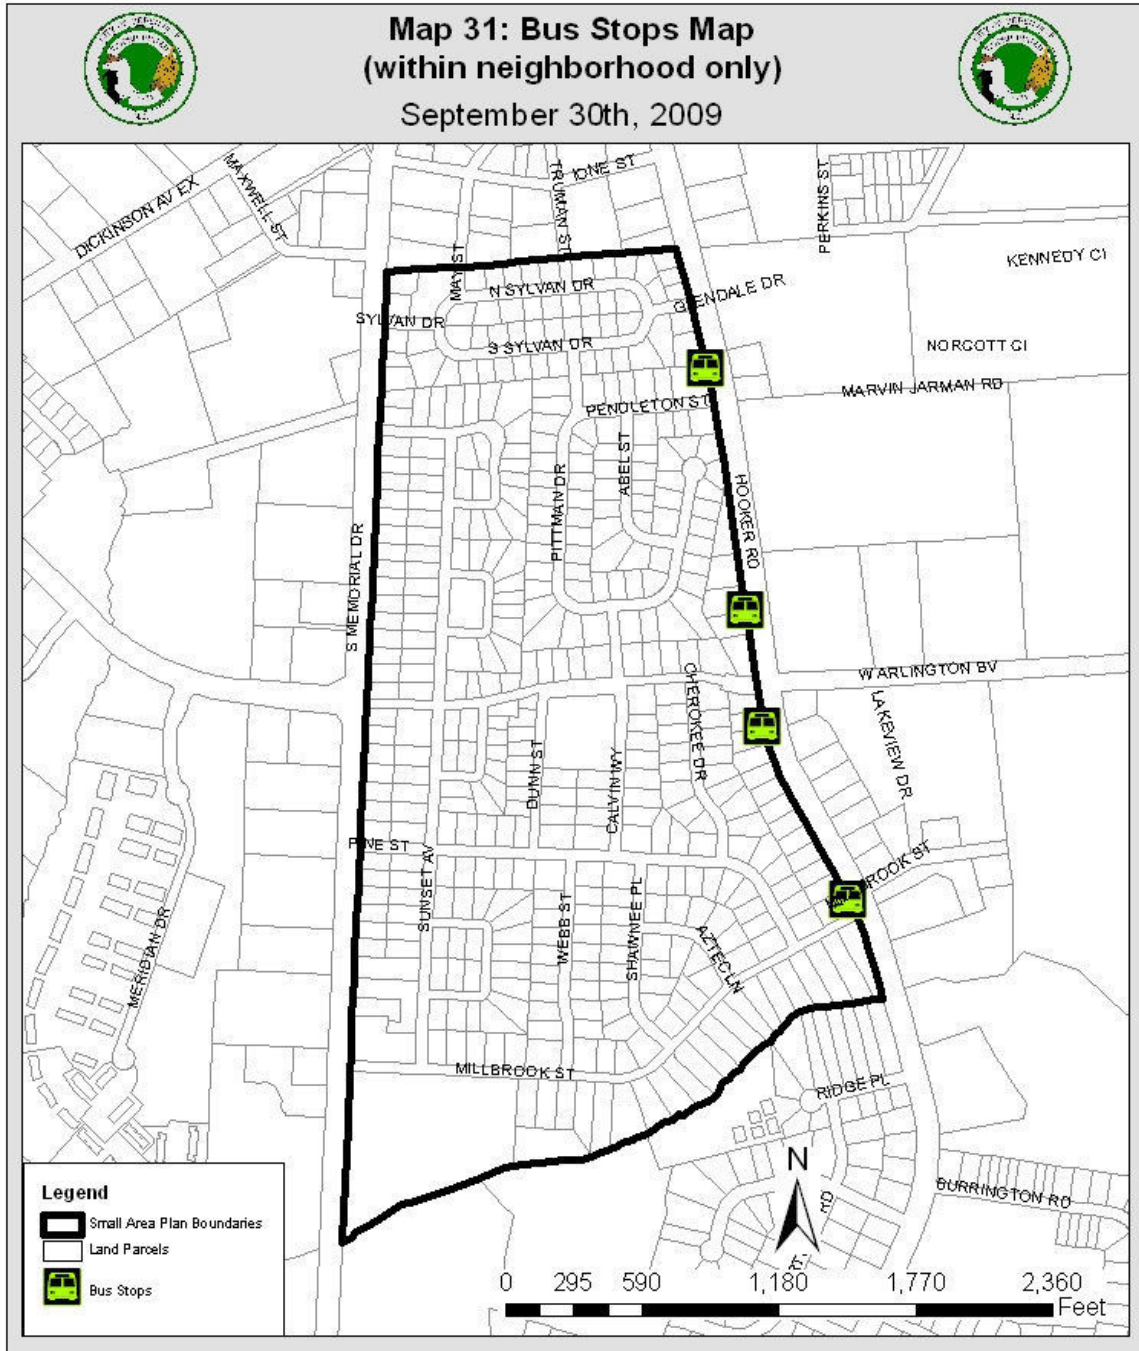 Map 31: Bus Stops Map
(within neighborhood only)
September 30th, 2009
IONE ST
TRUMAN ST
PERKINS ST
MAXWELL ST
DICKINSON AV EX
KENNEDY CI
MAY ST
N SYLVAN DR
GLENDALE DR
SYLVAN DR
S SYLVAN DR
NORCOTT CI
MARVIN JARMAN RD
PENDLETON ST
ABEL ST
PITTMAN DR
HOOKER RD
S MEMORIAL DR
W ARLINGTON BV
CHEROKEE DR
LAKEVIEW DR
DUNN ST
CALVIN WY
PINE ST
SUNSET AV
BROOK ST
WEBB ST
SHAWNEE PL
AZTEC LN
MERIDIAN DR
MILLBROOK ST
RIDGE PL
N
BURRINGTON RD
RD
Legend
Small Area Plan Boundaries
Land Parcels
Bus Stops
0 295 590 1,180 1,770 2,360
Feet